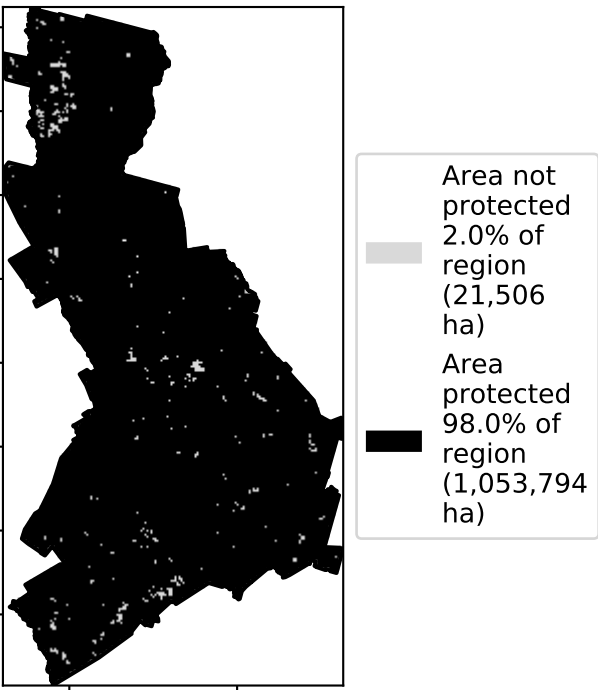 Area not
protected
2.0% of
region
(21,506
ha)
Area
protected
98.0% of
region
(1,053,794
ha)